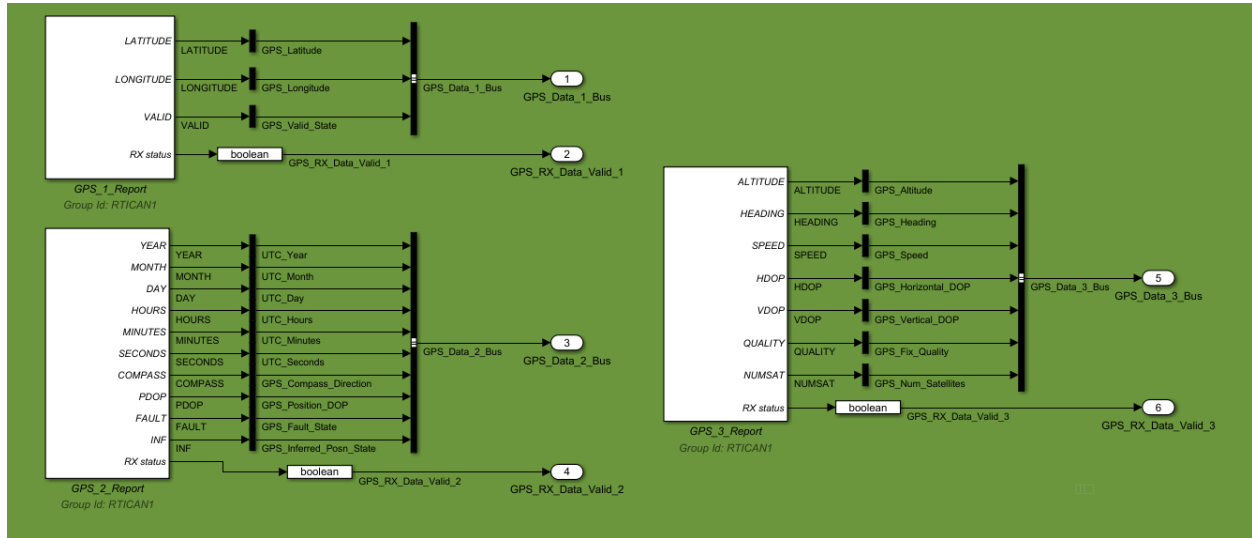 LATITUDE
LATITUDE
GPS_Latitude
LONGITUDE
LONGITUDE
GPS_Longitude
GPS_Data_1_Bus
1
GPS_Data_1_Bus
VALID
VALID
GPS_Valid_State
RX status
boolean
GPS_RX_Data_Valid_1
2
GPS_RX_Data_Valid_1
GPS_1_Report
Group Id: RTICAN1
YEAR
YEAR
UTC_Year
MONTH
MONTH
UTC_Month
DAY
DAY
UTC_Day
HOURS
HOURS
UTC_Hours
MINUTES
MINUTES
UTC_Minutes
SECONDS
SECONDS
UTC_Seconds
GPS_Data_2_Bus
3
GPS_Data_2_Bus
COMPASS
COMPASS
GPS_Compass_Direction
PDOP
PDOP
GPS_Position_DOP
FAULT
FAULT
GPS_Fault_State
INF
INF
GPS_Inferred_Posn_State
RX status
boolean
GPS_RX_Data_Valid_2
4
GPS_RX_Data_Valid_2
GPS_2_Report
Group Id: RTICAN1
ALTITUDE
ALTITUDE
GPS_Altitude
HEADING
HEADING
GPS_Heading
SPEED
SPEED
GPS_Speed
HDOP
HDOP
GPS_Horizontal_DOP
GPS_Data_3_Bus
5
GPS_Data_3_Bus
VDOP
VDOP
GPS_Vertical_DOP
QUALITY
QUALITY
GPS_Fix_Quality
NUMSAT
NUMSAT
GPS_Num_Satellites
RX status
boolean
GPS_RX_Data_Valid_3
6
GPS_RX_Data_Valid_3
GPS_3_Report
Group Id: RTICAN1